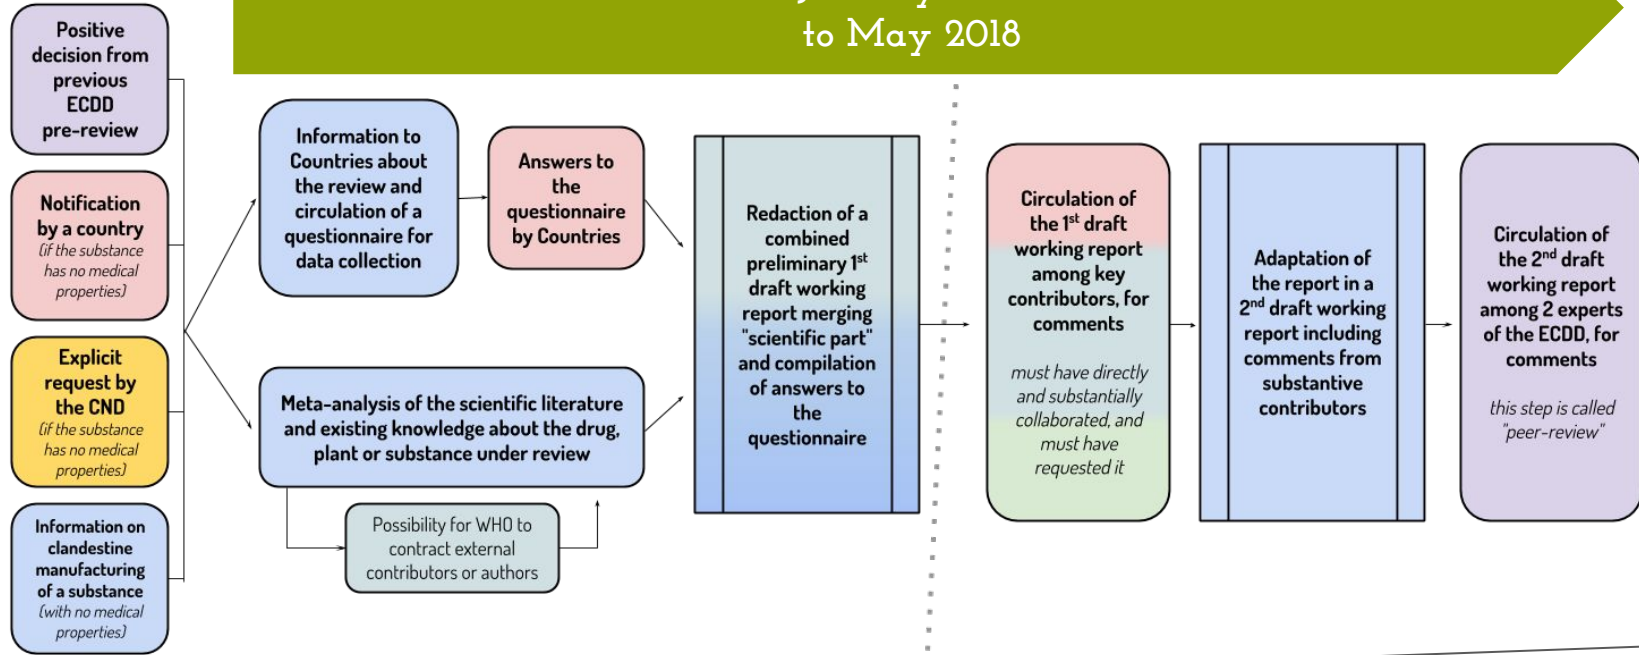 to May 2018
Positive
decision from
previous
ECDD
pre-review
Notification
by a country
(if the substance
has no medical
properties)
Explicit
request by
the CND
(if the substance
has no medical
properties)
Information on
clandestine
manufacturing
of a substance
(with no medical
properties)
Information to
Countries about
the review and
circulation of a
questionnaire for
data collection
Answers to
the
questionnaire
by Countries
Meta-analysis of the scientific literature
and existing knowledge about the drug,
plant or substance under review
Possibility for WHO to
contract external
contributors or authors
Redaction of a
combined
preliminary 1st
draft working
report merging
"scientific part"
and compilation
of answers to
the
questionnaire
Circulation of
the 1st draft
working report
among key
contributors, for
comments
must have directly
and substantially
collaborated, and
must have
requested it
Adaptation of
the report in a
2nd draft working
report including
comments from
substantive
contributors
Circulation of
the 2nd draft
working report
among 2 experts
of the ECDD, for
comments
this step is called
"peer-review"